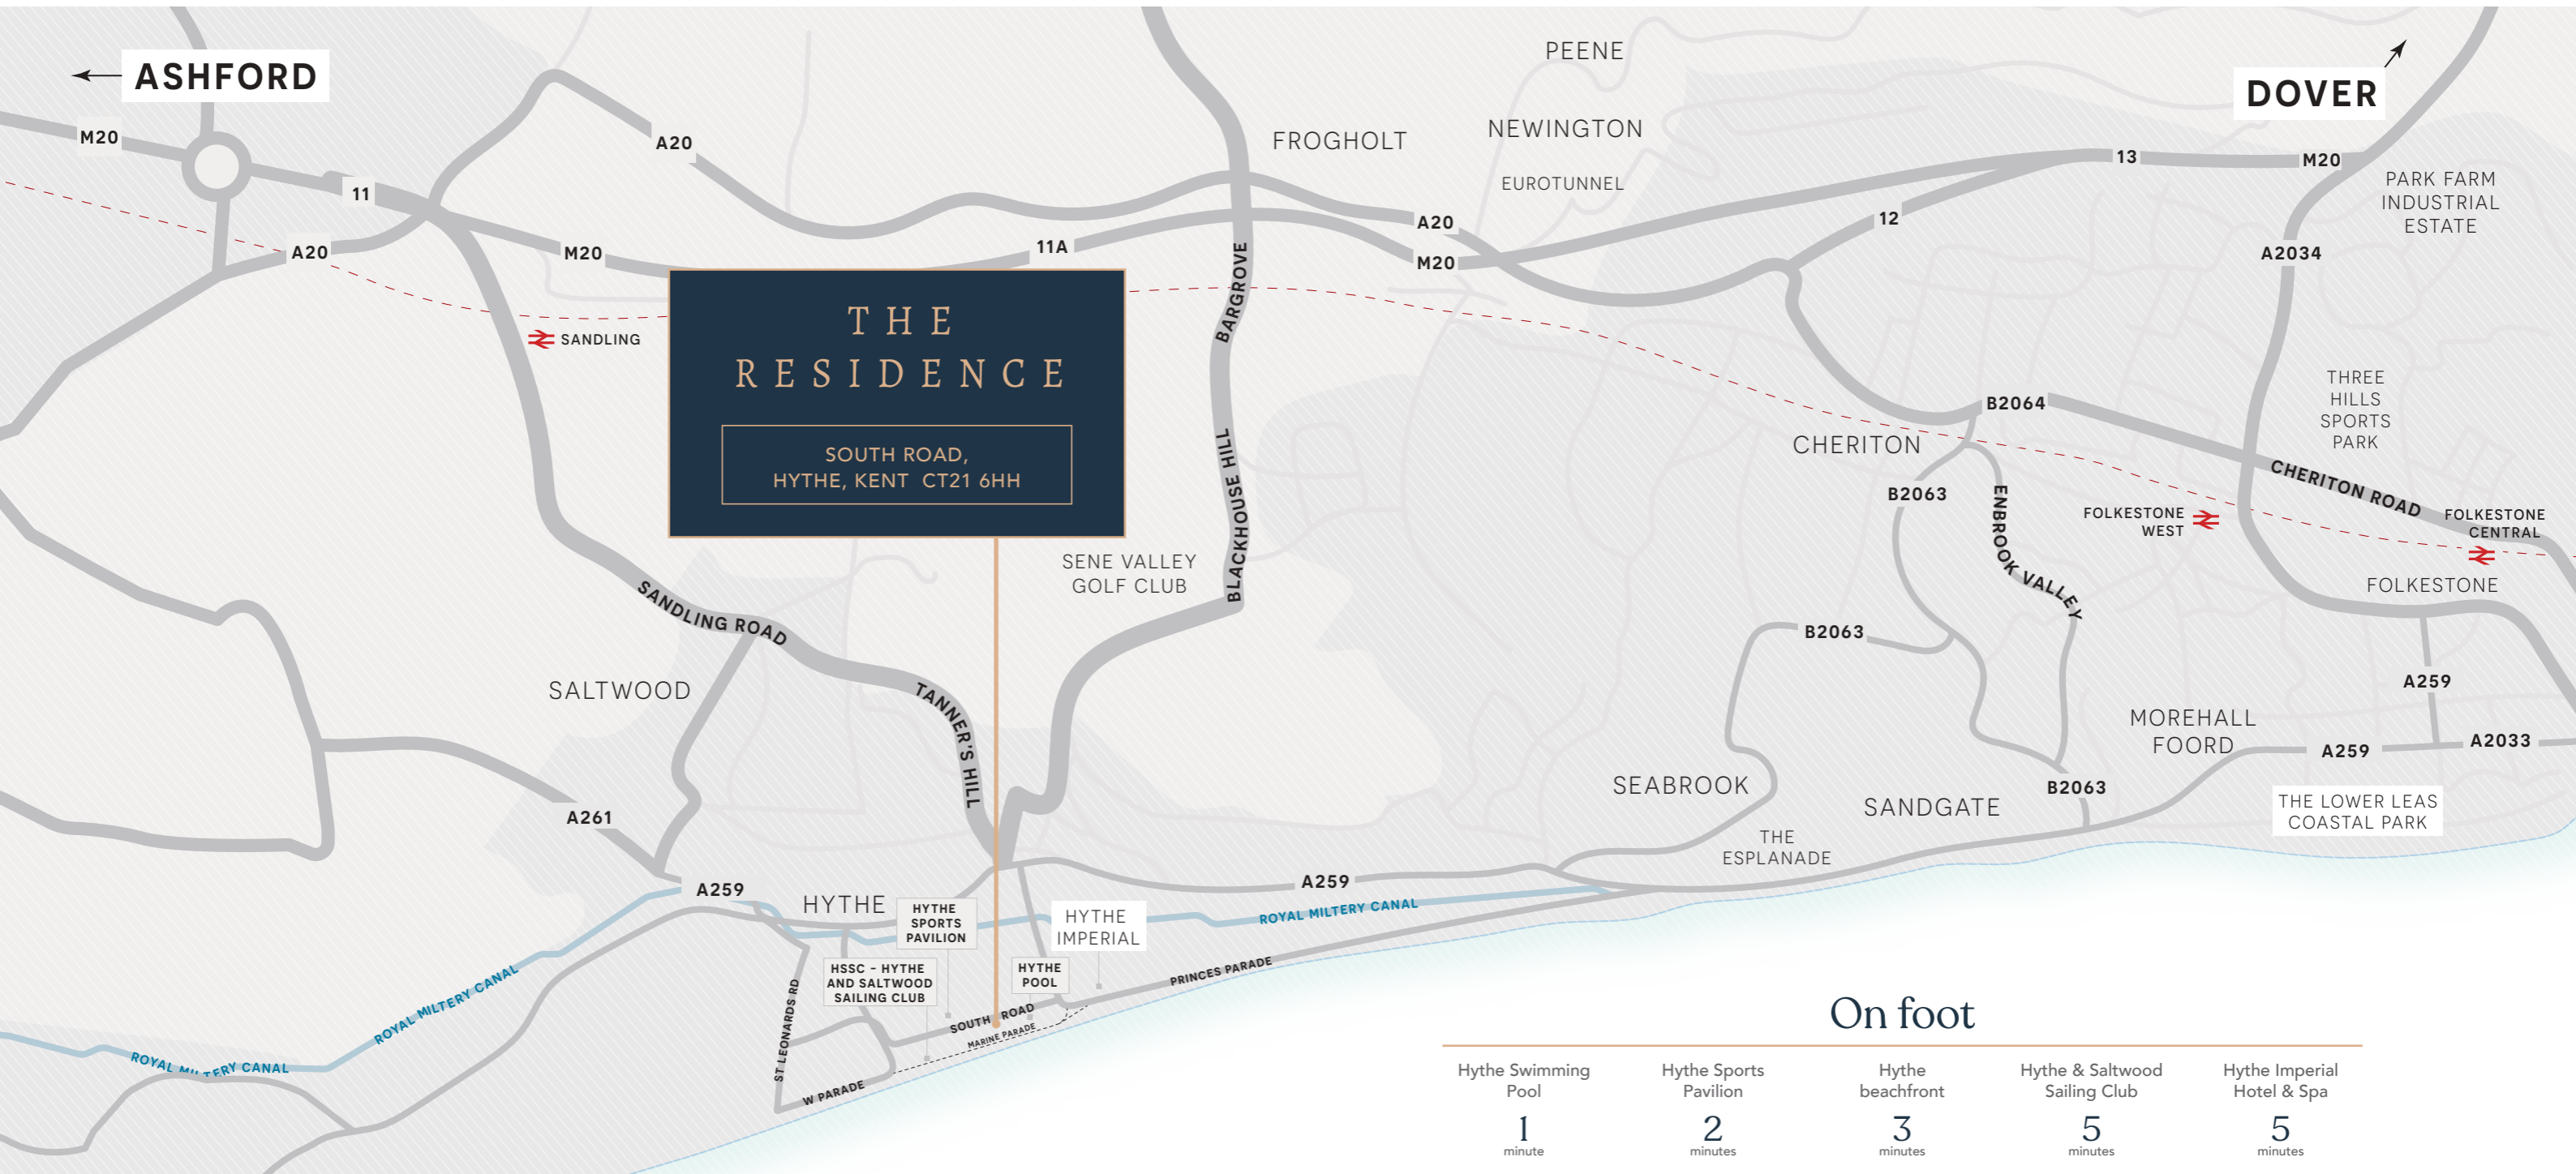 ASHFORD
M20
11
A20
A20
M20
11A
SANDLING
THE
RESIDENCE
SOUTH ROAD,
HYTHE, KENT CT21 6HH
BARGROVE
BLACKHOUSE HILL
PEENE
FROGHOLT
NEWINGTON
EUROTUNNEL
A20
M20
DOVER
13
M20
12
PARK FARM
INDUSTRIAL
ESTATE
A2034
THREE
HILLS
SPORTS
PARK
B2064
CHERITON
CHERITON ROAD
B2063
ENBROOK VALLEY
FOLKESTONE
WEST
FOLKESTONE
CENTRAL
FOLKESTONE
B2063
A259
MOREHALL
FOORD
A259
A2033
B2063
SEABROOK
SANDGATE
THE
ESPLANADE
THE LOWER LEAS
COASTAL PARK
SENE VALLEY
GOLF CLUB
SANDLING ROAD
SALTWOOD
TANNER'S HILL
A261
A259
HYTHE
HYTHE
SPORTS
PAVILION
HYTHE
IMPERIAL
A259
ROYAL MILTERY CANAL
HSSC - HYTHE
AND SALTWOOD
SAILING CLUB
HYTHE
POOL
PRINCES PARADE
SOUTH ROAD
MARINE PARADE
ST LEONARDS RD
W PARADE
ROYAL MILTERY CANAL
ROYAL MILTERY CANAL
On foot
Hythe Swimming
Pool
1
minute
Hythe Sports
Pavilion
2
minutes
Hythe
beachfront
3
minutes
Hythe & Saltwood
Sailing Club
5
minutes
Hythe Imperial
Hotel & Spa
5
minutes